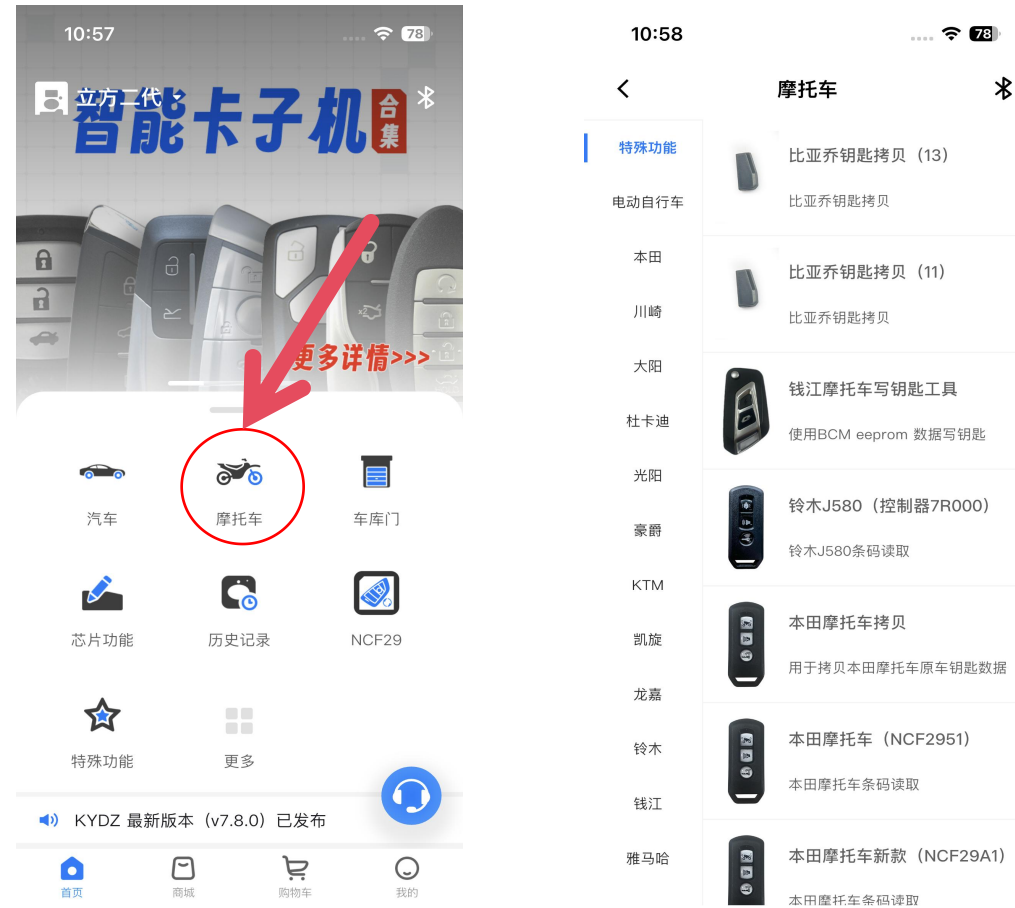 10:57
78
立方二代
智能卡子机
合集
x2
更多详情>>>
汽车
摩托车
车库门
芯片功能
历史记录
NCF29
特殊功能
更多
KYDZ 最新版本（v7.8.0）已发布
首页
商城
购物车
我的
10:58
78
摩托车
特殊功能
电动自行车
本田
川崎
大阳
杜卡迪
光阳
豪爵
KTM
凯旋
龙嘉
铃木
钱江
雅马哈
比亚乔钥匙拷贝（13）
比亚乔钥匙拷贝
比亚乔钥匙拷贝（11）
比亚乔钥匙拷贝
钱江摩托车写钥匙工具
使用BCM eeprom 数据写钥匙
铃木J580（控制器7R000）
铃木J580条码读取
本田摩托车拷贝
用于拷贝本田摩托车原车钥匙数据
本田摩托车（NCF2951）
本田摩托车条码读取
本田摩托车新款（NCF29A1）
本田摩托车条码读取